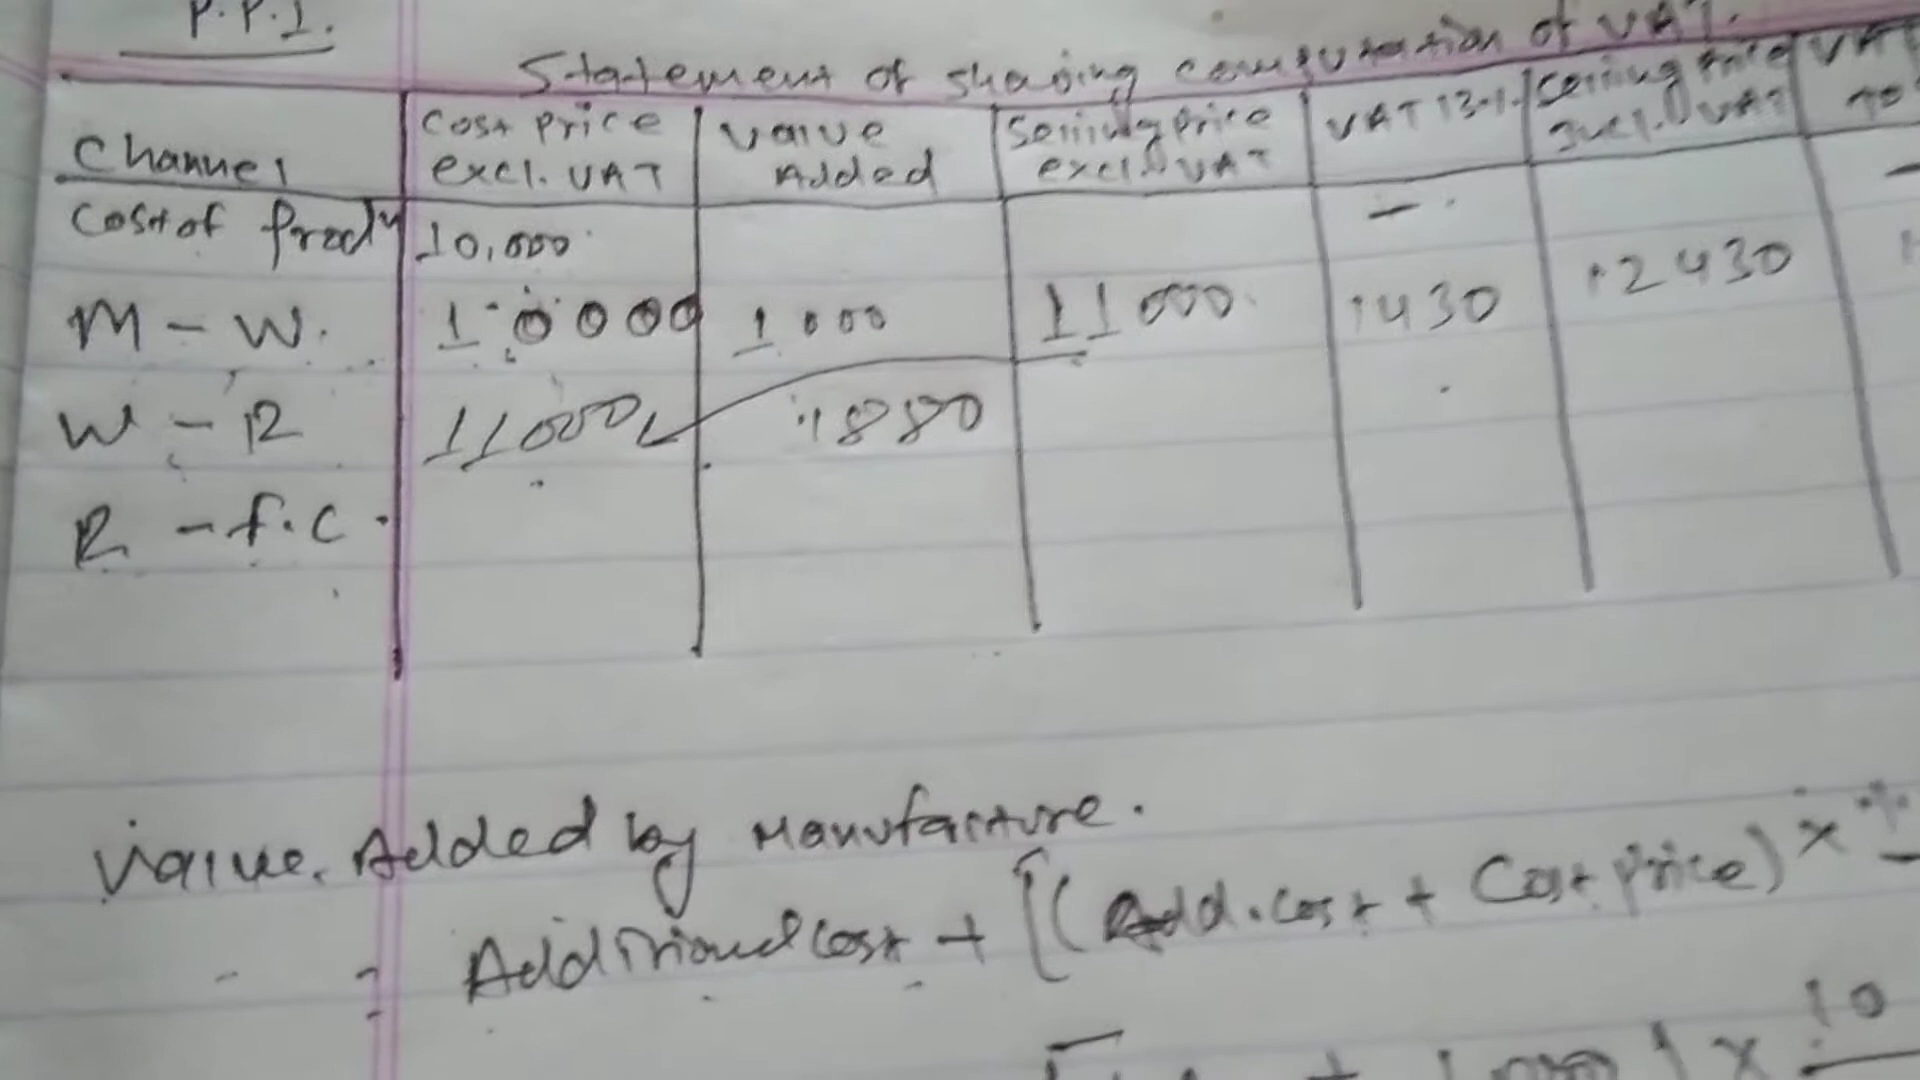 P.P.1.
Statement of showing computation of VAT.
Channel | Cost price excl. VAT | Value Added | Selling price excl. VAT | VAT 13% | Selling price Incl. VAT | VAT
Cost of Prodn | 10,000 | | | –
M – W. | 10000 | 1000 | 11000 | 1430 | 12430
W – R | 11000 | 1880
R – f.c.
Value Added by Manufacture.
= Additional cost + [(Add. cost + Cost price) ×
10